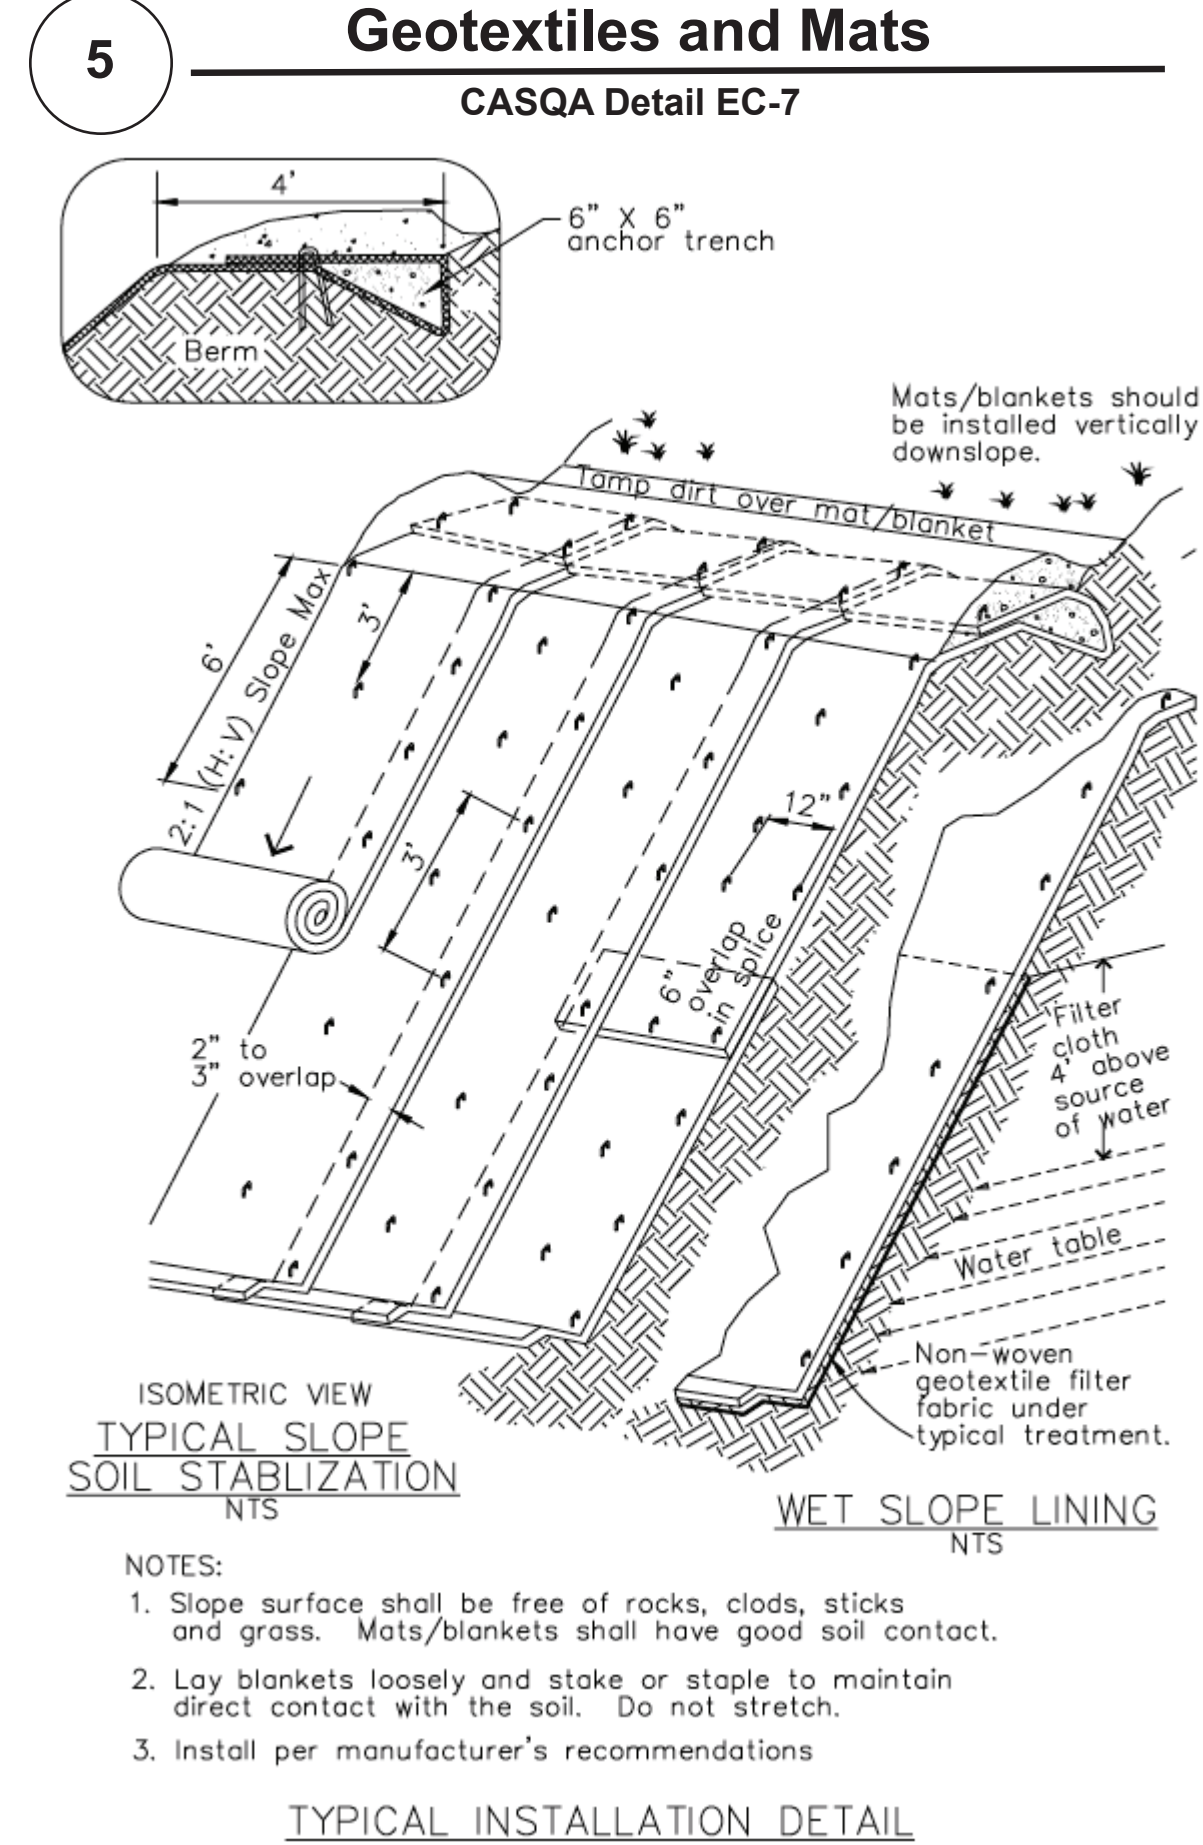 5
Geotextiles and Mats
CASQA Detail EC-7
4'
6" X 6"
anchor trench
Berm
Mats/blankets should
be installed vertically
downslope.
Tamp dirt over mat/blanket
6'
2:1 (H:V) Slope Max
3'
3'
12"
6"
overlap
in splice
2" to
3" overlap
Filter
cloth
4' above
source
of water
Water table
Non-woven
geotextile filter
fabric under
typical treatment.
ISOMETRIC VIEW
TYPICAL SLOPE
SOIL STABLIZATION
NTS
WET SLOPE LINING
NTS
NOTES:
1. Slope surface shall be free of rocks, clods, sticks
and grass. Mats/blankets shall have good soil contact.
2. Lay blankets loosely and stake or staple to maintain
direct contact with the soil. Do not stretch.
3. Install per manufacturer's recommendations
TYPICAL INSTALLATION DETAIL